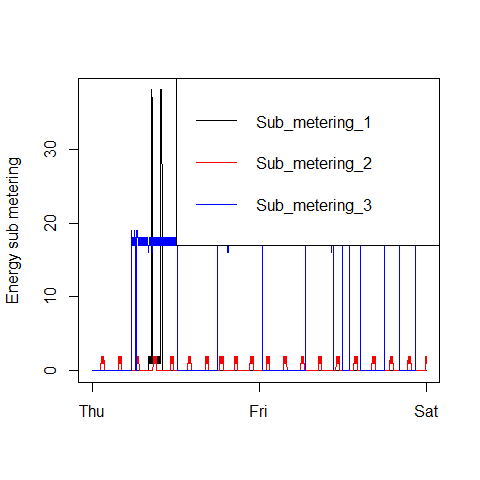 Energy sub metering
30
20
10
0
Sub_metering_1
Sub_metering_2
Sub_metering_3
Thu
Fri
Sat